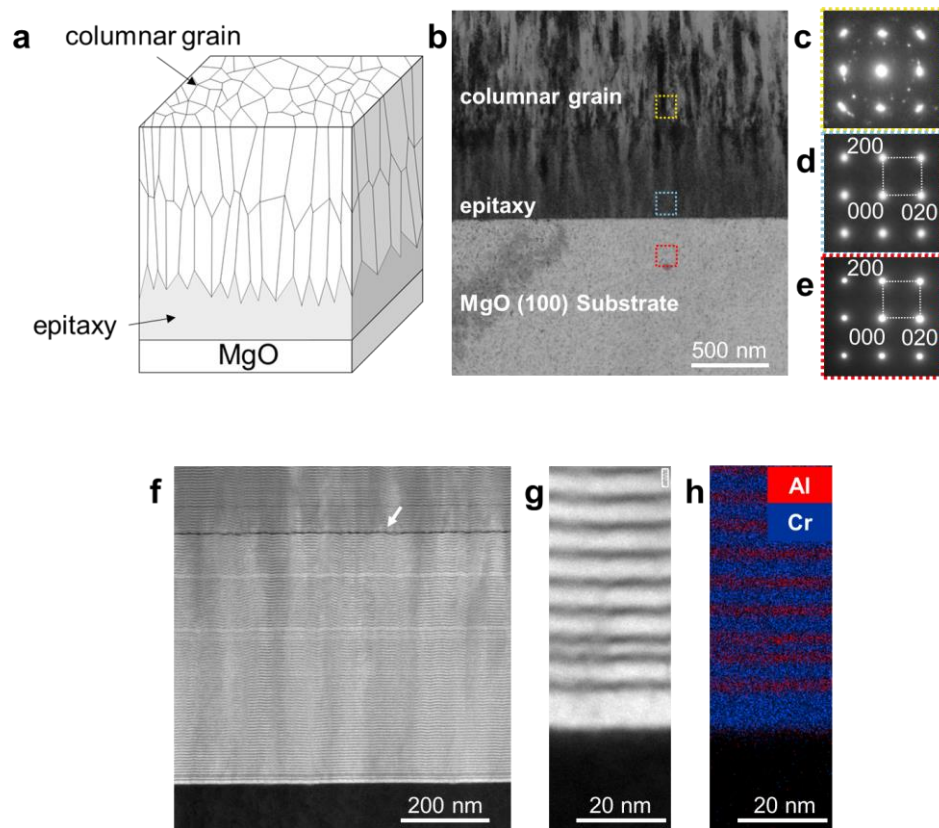 a
columnar grain
epitaxy
MgO
b
columnar grain
epitaxy
MgO (100) Substrate
500 nm
c
d
200
000
020
e
200
000
020
f
200 nm
g
20 nm
h
Al
Cr
20 nm